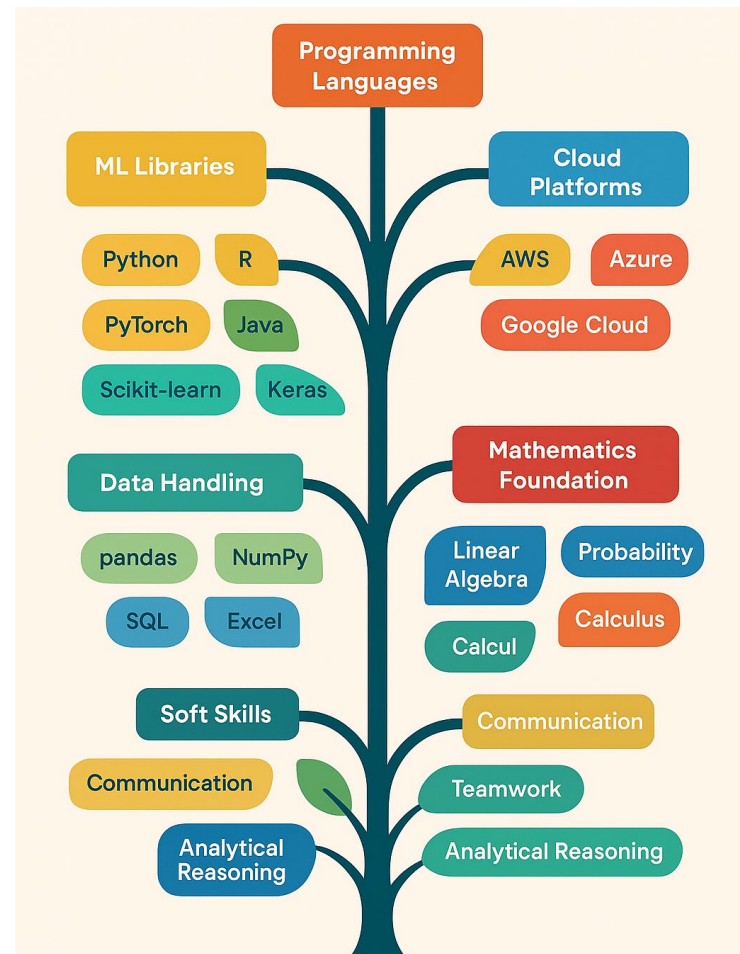 Programming
Languages
ML Libraries
Cloud
Platforms
Python
R
AWS
Azure
PyTorch
Java
Google Cloud
Scikit-learn
Keras
Data Handling
Mathematics
Foundation
pandas
NumPy
Linear
Algebra
Probability
SQL
Excel
Calculus
Calcul
Soft Skills
Communication
Communication
Teamwork
Analytical
Reasoning
Analytical Reasoning